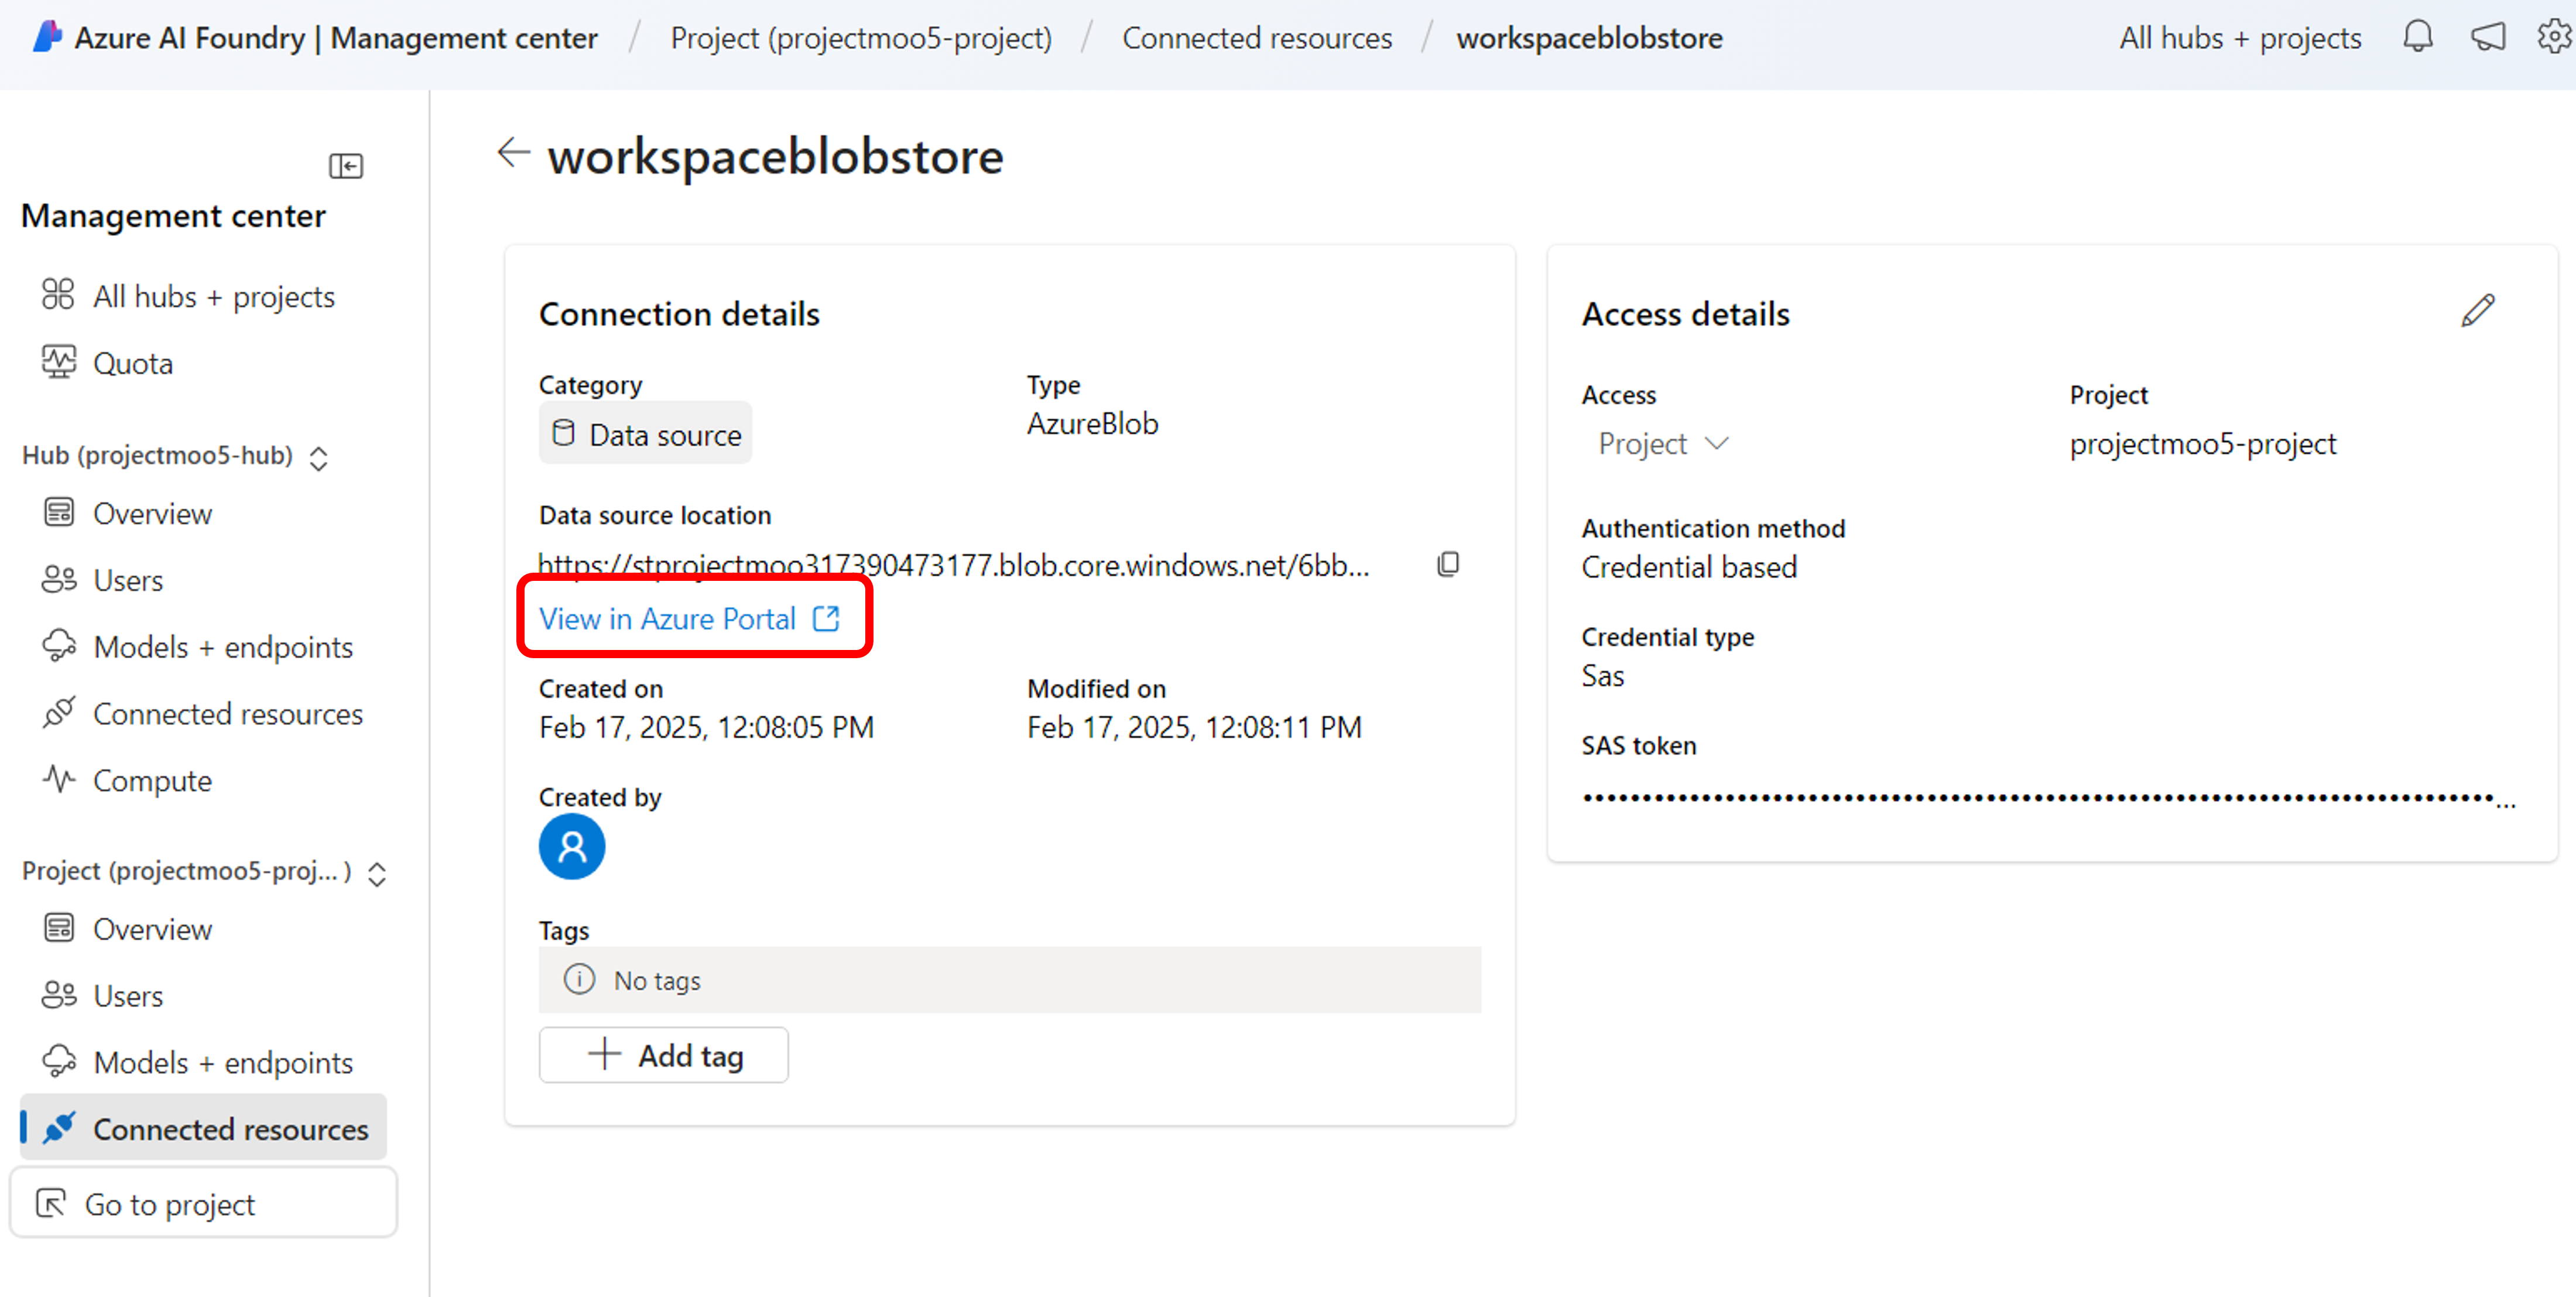 Azure AI Foundry | Management center / Project (projectmoo5-project) / Connected resources / workspaceblobstore All hubs + projects
Management center
All hubs + projects
Quota
Hub (projectmoo5-hub)
Overview
Users
Models + endpoints
Connected resources
Compute
Project (projectmoo5-proj... )
Overview
Users
Models + endpoints
Connected resources
Go to project
workspaceblobstore
Connection details
Category
Data source
Type
AzureBlob
Data source location
https://stprojectmoo317390473177.blob.core.windows.net/6bb...
View in Azure Portal
Created on
Feb 17, 2025, 12:08:05 PM
Modified on
Feb 17, 2025, 12:08:11 PM
Created by
Tags
No tags
Add tag
Access details
Access
Project
Project
projectmoo5-project
Authentication method
Credential based
Credential type
Sas
SAS token